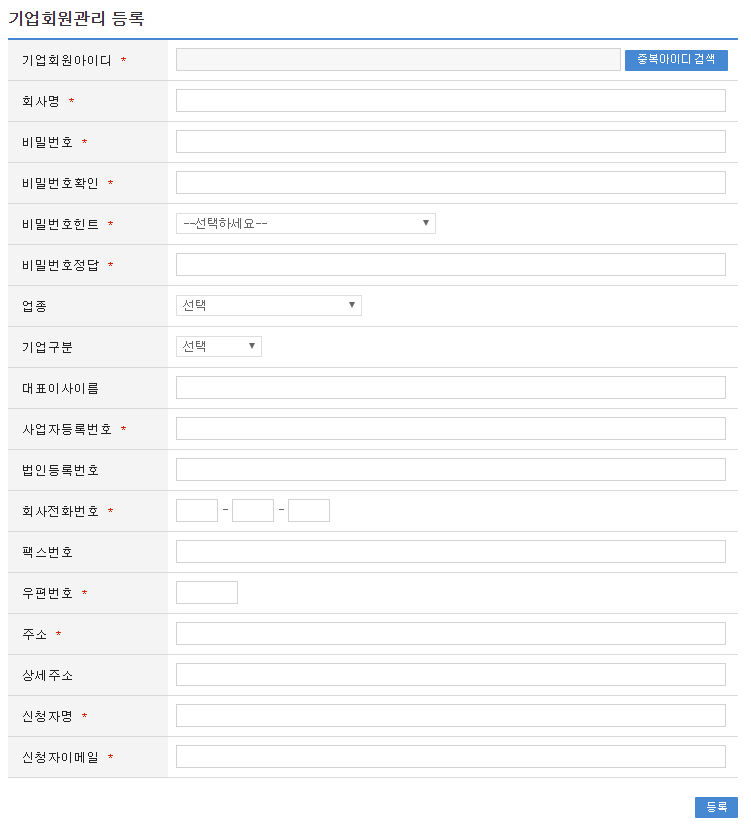 기업회원관리 등록
기업회원아이디 * 중복아이디 검색
회사명 *
비밀번호 *
비밀번호확인 *
비밀번호힌트 * --선택하세요--
비밀번호정답 *
업종 선택
기업구분 선택
대표이사이름
사업자등록번호 *
법인등록번호
회사전화번호 * - -
팩스번호
우편번호 *
주소 *
상세주소
신청자명 *
신청자이메일 *
등록